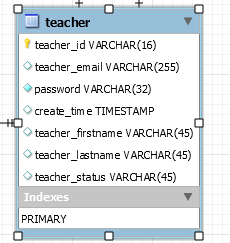 teacher
teacher_id VARCHAR(16)
teacher_email VARCHAR(255)
password VARCHAR(32)
create_time TIMESTAMP
teacher_firstname VARCHAR(45)
teacher_lastname VARCHAR(45)
teacher_status VARCHAR(45)
Indexes
PRIMARY